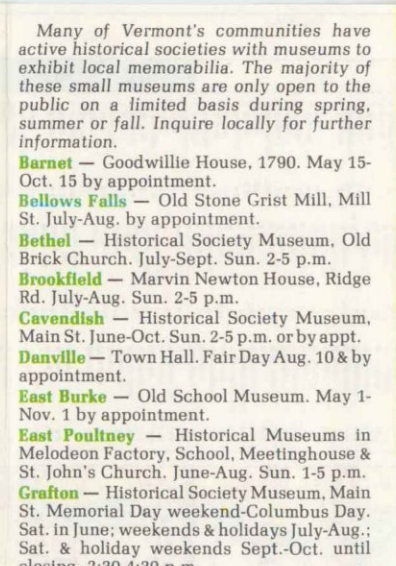 Many of Vermont's communities have
active historical societies with museums to
exhibit local memorabilia. The majority of
these small museums are only open to the
public on a limited basis during spring,
summer or fall. Inquire locally for further
information.
Barnet — Goodwillie House, 1790. May 15-
Oct. 15 by appointment.
Bellows Falls — Old Stone Grist Mill, Mill
St. July-Aug. by appointment.
Bethel — Historical Society Museum, Old
Brick Church. July-Sept. Sun. 2-5 p.m.
Brookfield — Marvin Newton House, Ridge
Rd. July-Aug. Sun. 2-5 p.m.
Cavendish — Historical Society Museum,
Main St. June-Oct. Sun. 2-5 p.m. or by appt.
Danville — Town Hall. Fair Day Aug. 10 & by
appointment.
East Burke — Old School Museum. May 1-
Nov. 1 by appointment.
East Poultney — Historical Museums in
Melodeon Factory, School, Meetinghouse &
St. John's Church. June-Aug. Sun. 1-5 p.m.
Grafton — Historical Society Museum, Main
St. Memorial Day weekend-Columbus Day.
Sat. in June; weekends & holidays July-Aug.;
Sat. & holiday weekends Sept.-Oct. until
closing. 2:30-4:30 p.m.